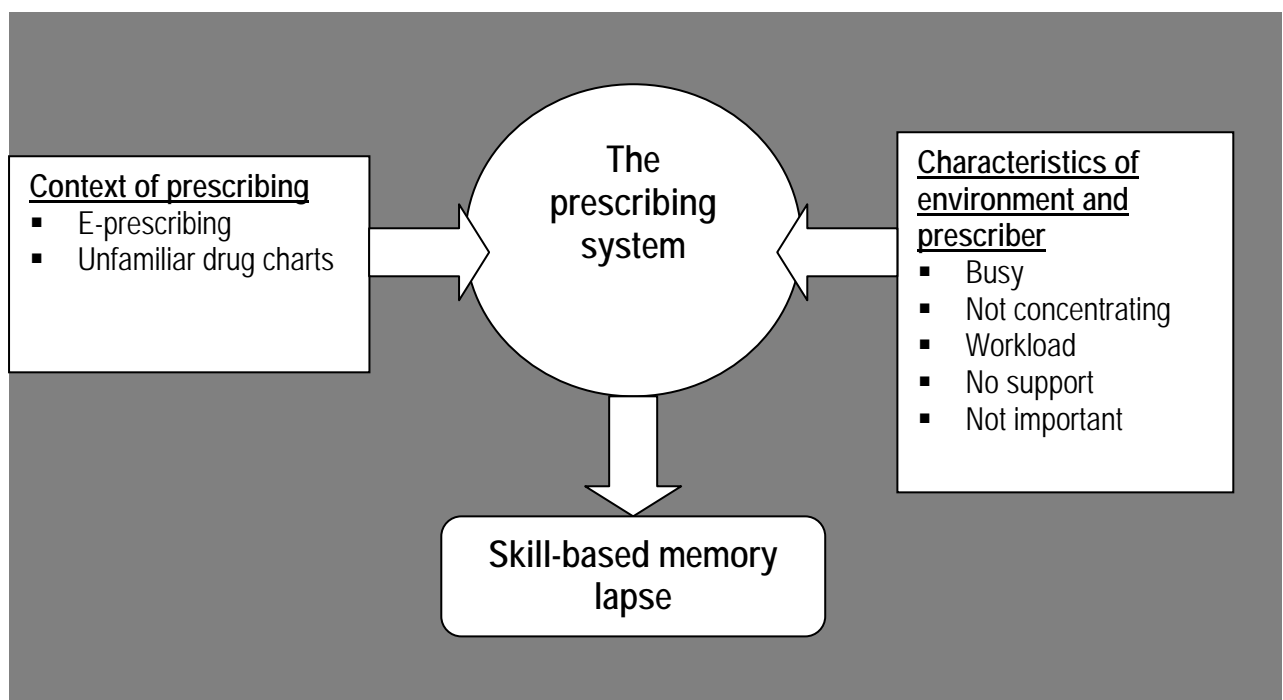 Context of prescribing
▪ E-prescribing
▪ Unfamiliar drug charts
The
prescribing
system
Characteristics of
environment and
prescriber
▪ Busy
▪ Not concentrating
▪ Workload
▪ No support
▪ Not important
Skill-based memory
lapse